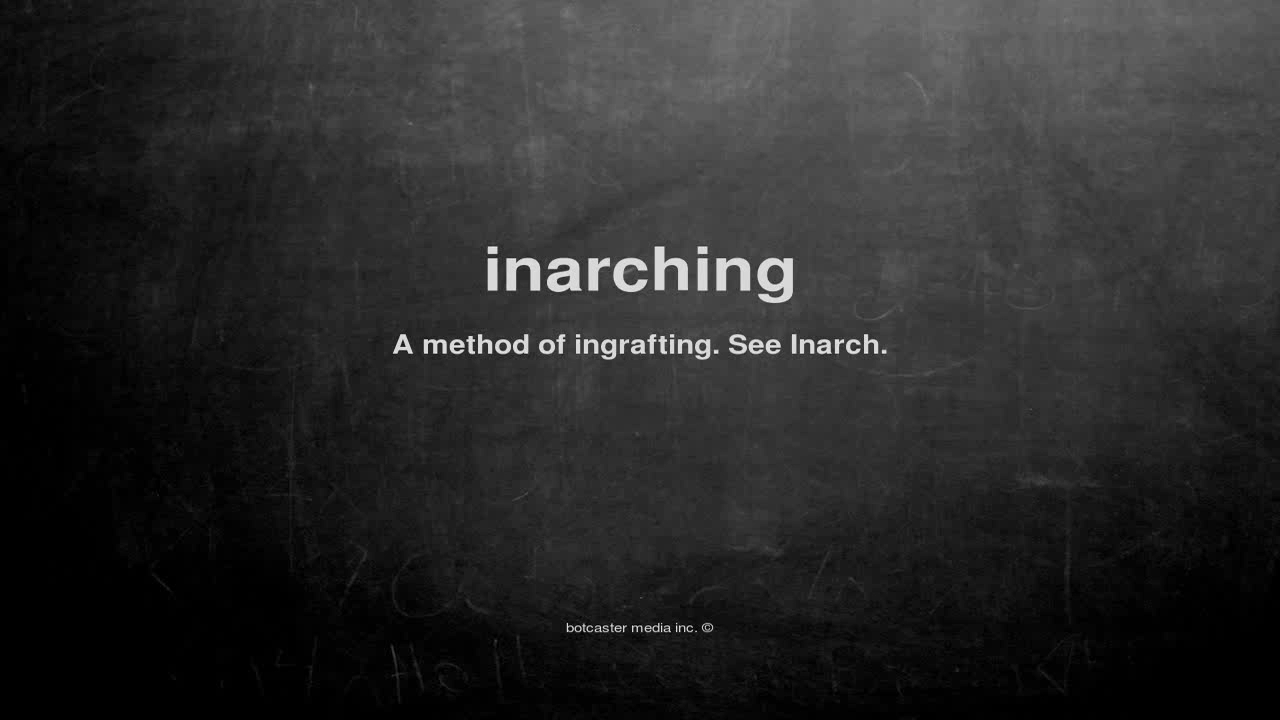 inarching
A method of ingrafting. See Inarch.
botcaster media inc. ©